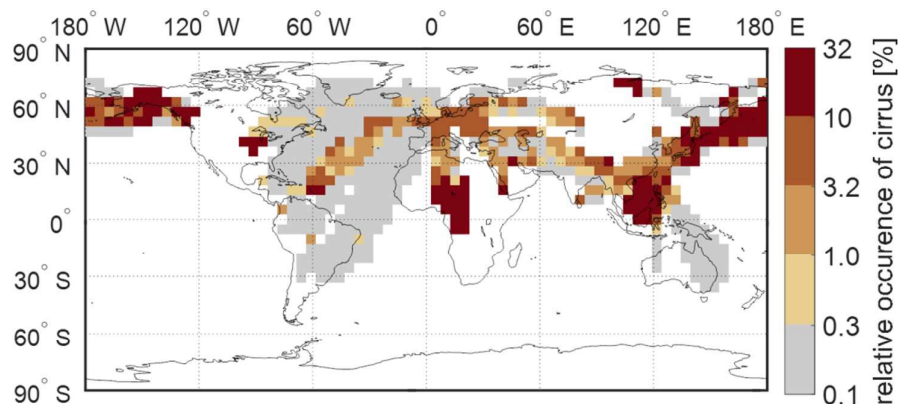 180° W 120° 60° W 0° 60° E 120° 180° E
90° N
60° N
30° N
0°
30° S
60° S
90° S
32
10
3.2
1.0
0.3
0.1
relative occurence of cirrus [%]